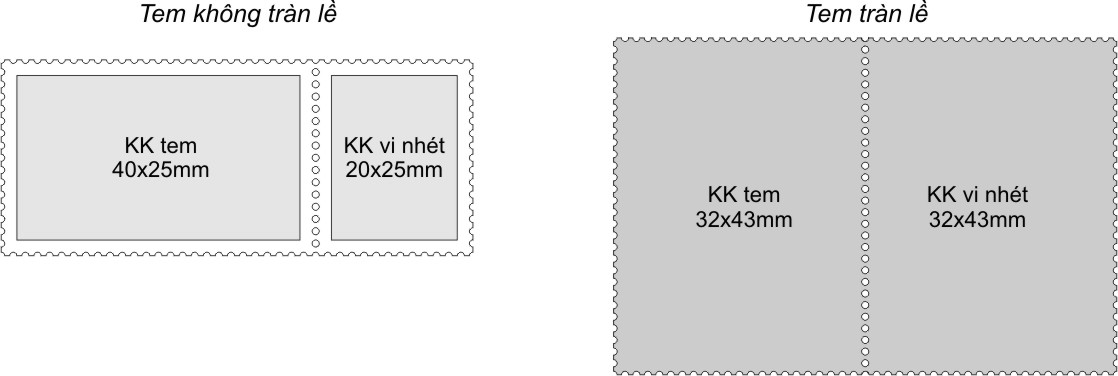 Tem không tràn lề
KK tem
40x25mm
KK vi nhét
20x25mm
Tem tràn lề
KK tem
32x43mm
KK vi nhét
32x43mm